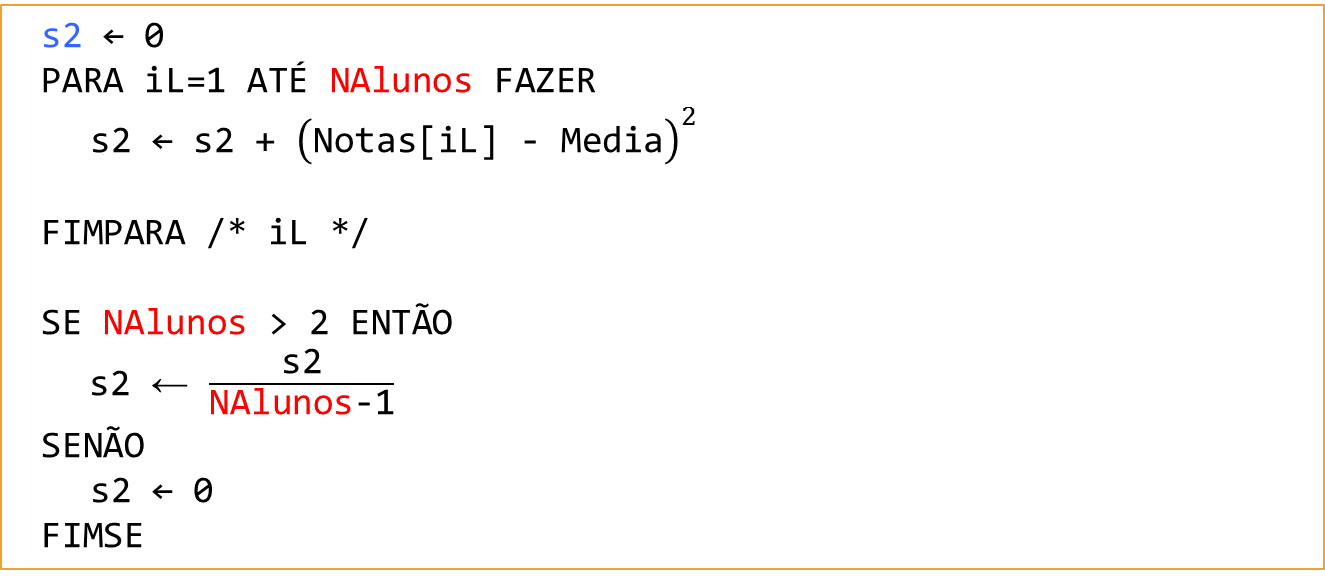 s2 ← 0
PARA iL=1 ATÉ NAlunos FAZER
s2 ← s2 + (Notas[iL] - Media)²
FIMPARA /* iL */
SE NAlunos > 2 ENTÃO
s2 ← s2
NAlunos-1
SENÃO
s2 ← 0
FIMSE